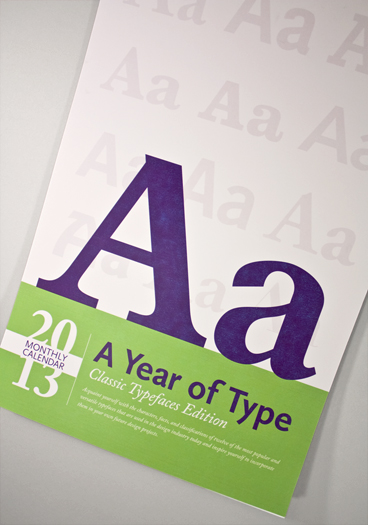 Aa Aa Aa
Aa Aa Aa
Aa Aa Aa
Aa Aa Aa
Aa
20
MONTHLY
CALENDAR
13
A Year of Type
Classic Typefaces Edition
Acquaint yourself with the characters, facts, and classifications of twelve of the most popular and
versatile typefaces that are used in the design industry today and inspire yourself to incorporate
them in your own future design projects.